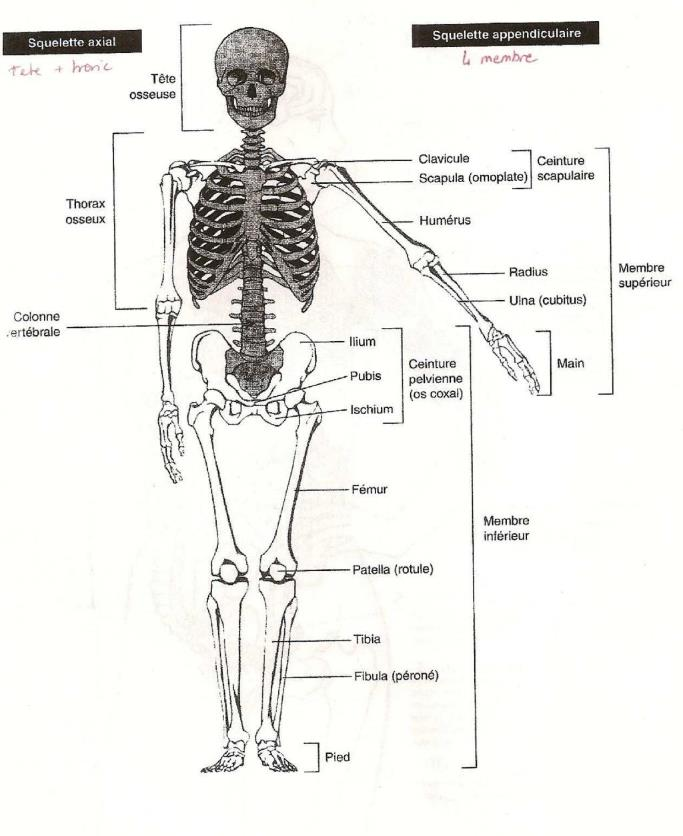 Squelette axial
tete + tronc
Squelette appendiculaire
4 membre
Tête
osseuse
Thorax
osseux
Colonne
.ertébrale
Clavicule
Scapula (omoplate)
Ceinture
scapulaire
Humérus
Radius
Ulna (cubitus)
Membre
supérieur
Main
Ilium
Pubis
Ischium
Ceinture
pelvienne
(os coxal)
Fémur
Membre
inférieur
Patella (rotule)
Tibia
Fibula (péroné)
Pied